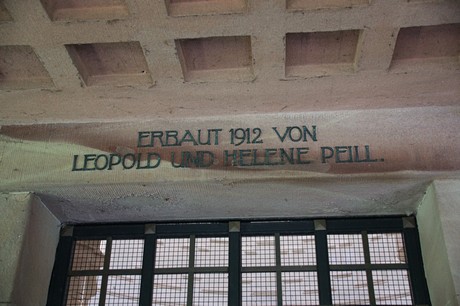 ERBAUT 1912 VON
LEOPOLD UND HELENE PEILL.